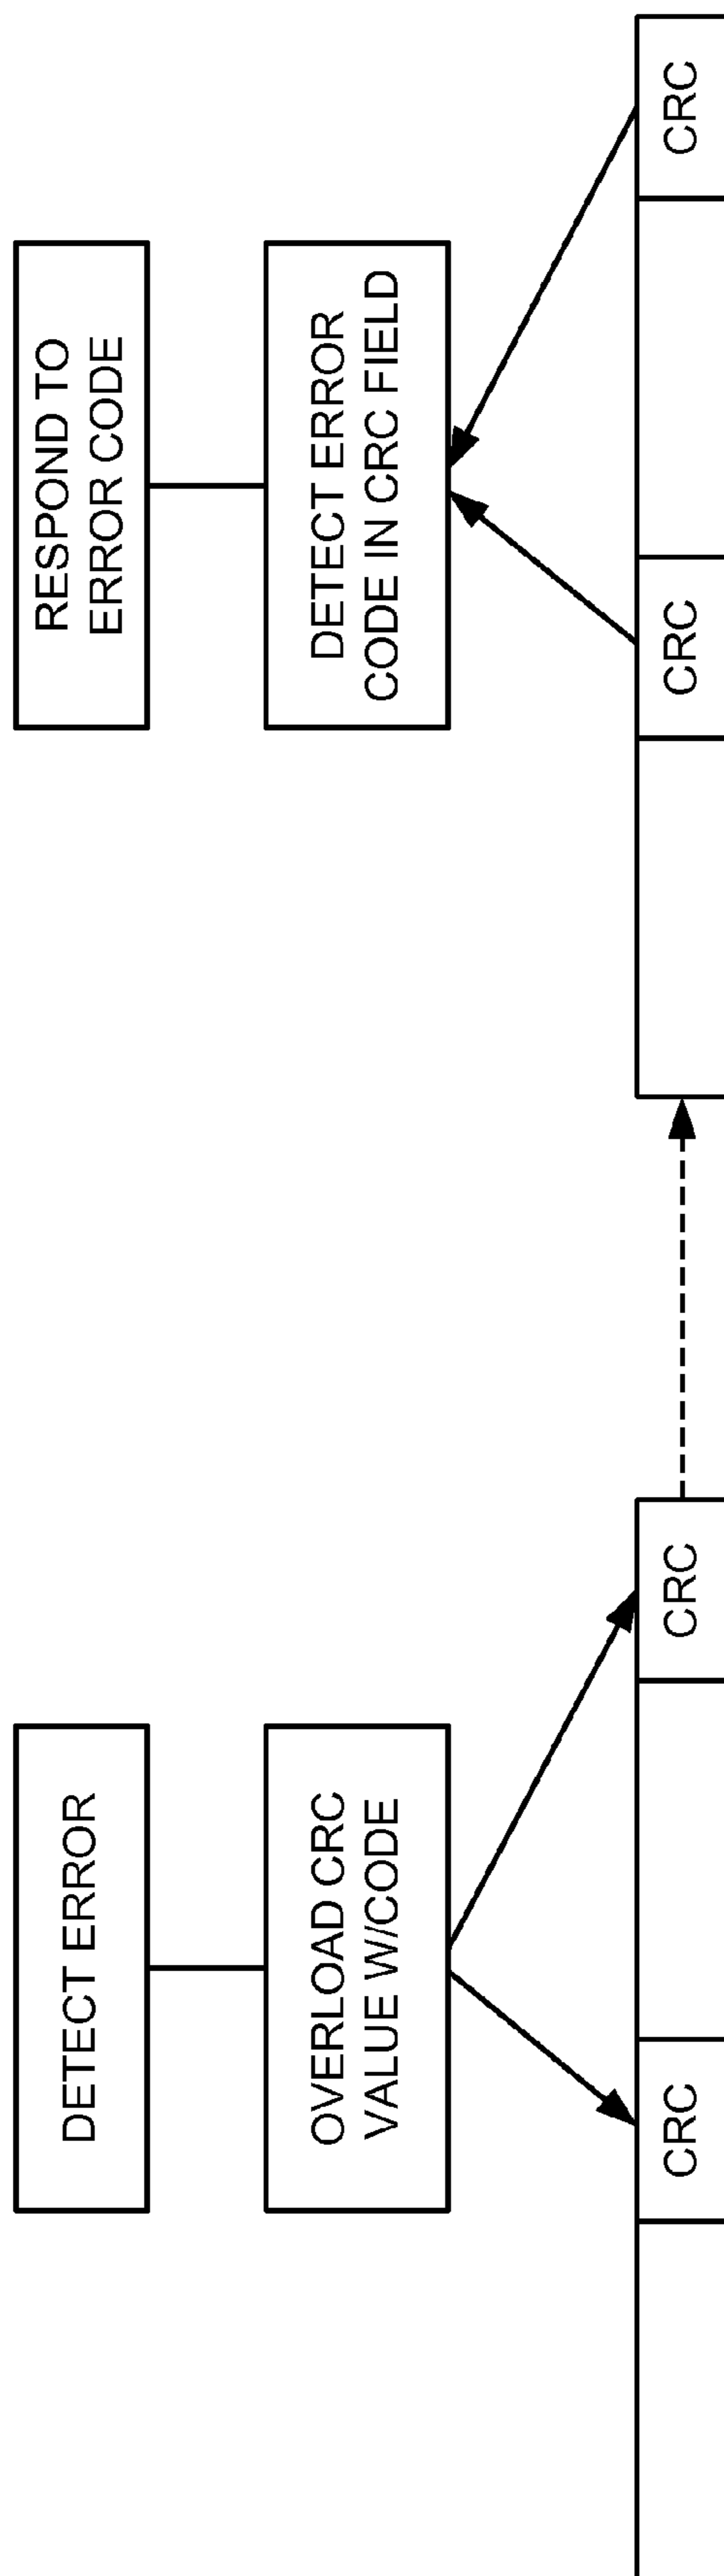 DETECT ERROR
RESPOND TO
ERROR CODE
OVERLOAD CRC
VALUE W/CODE
DETECT ERROR
CODE IN CRC FIELD
CRC
CRC
CRC
CRC